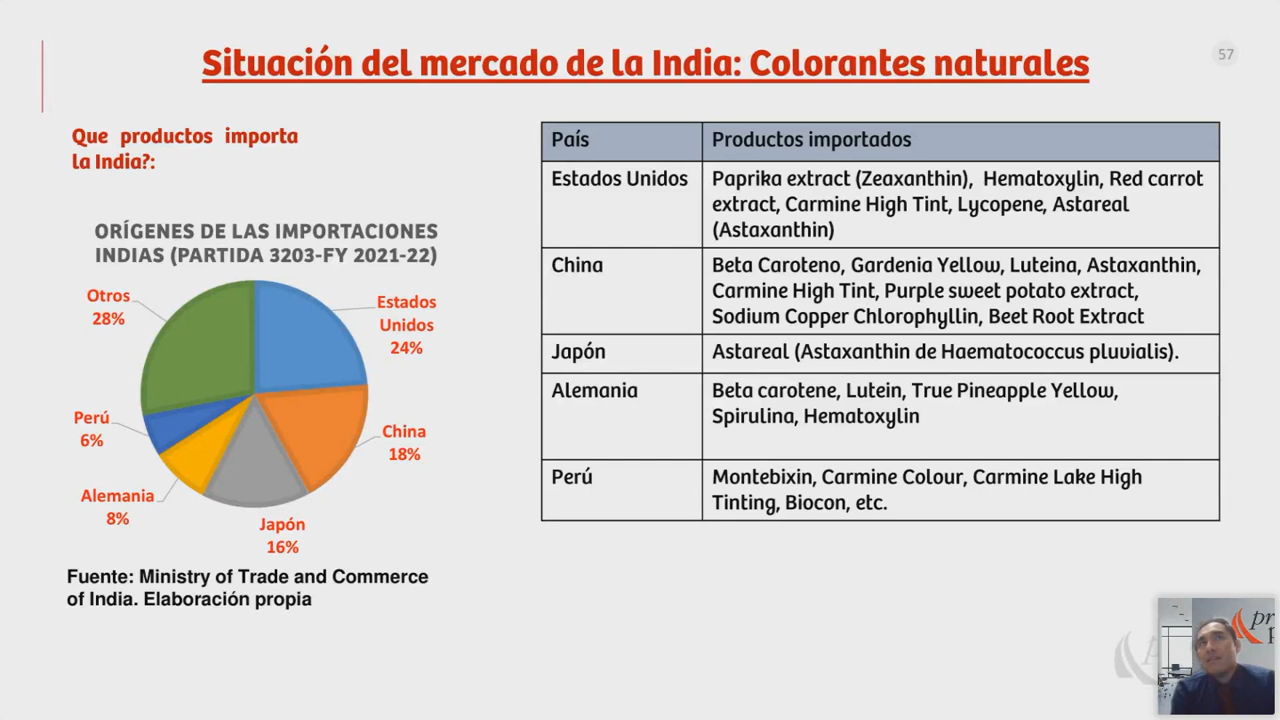 Situación del mercado de la India: Colorantes naturales
57
Que productos importa
la India?:
ORÍGENES DE LAS IMPORTACIONES
INDIAS (PARTIDA 3203-FY 2021-22)
Otros
28%
Estados
Unidos
24%
Perú
6%
China
18%
Alemania
8%
Japón
16%
Fuente: Ministry of Trade and Commerce
of India. Elaboración propia
País
Productos importados
Estados Unidos
Paprika extract (Zeaxanthin), Hematoxylin, Red carrot
extract, Carmine High Tint, Lycopene, Astareal
(Astaxanthin)
China
Beta Caroteno, Gardenia Yellow, Luteina, Astaxanthin,
Carmine High Tint, Purple sweet potato extract,
Sodium Copper Chlorophyllin, Beet Root Extract
Japón
Astareal (Astaxanthin de Haematococcus pluvialis).
Alemania
Beta carotene, Lutein, True Pineapple Yellow,
Spirulina, Hematoxylin
Perú
Montebixin, Carmine Colour, Carmine Lake High
Tinting, Biocon, etc.